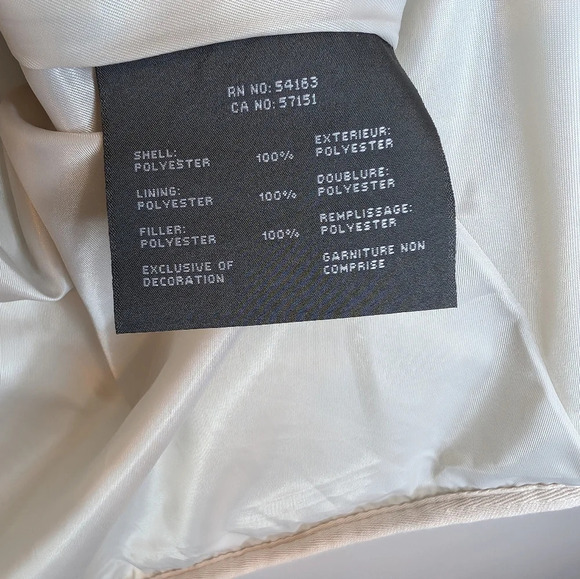 RN NO: 54163
CA NO: 57151
SHELL: EXTERIEUR:
POLYESTER 100% POLYESTER
LINING: DOUBLURE:
POLYESTER 100% POLYESTER
FILLER: REMPLISSAGE:
POLYESTER 100% POLYESTER
EXCLUSIVE OF GARNITURE NON
DECORATION COMPRISE